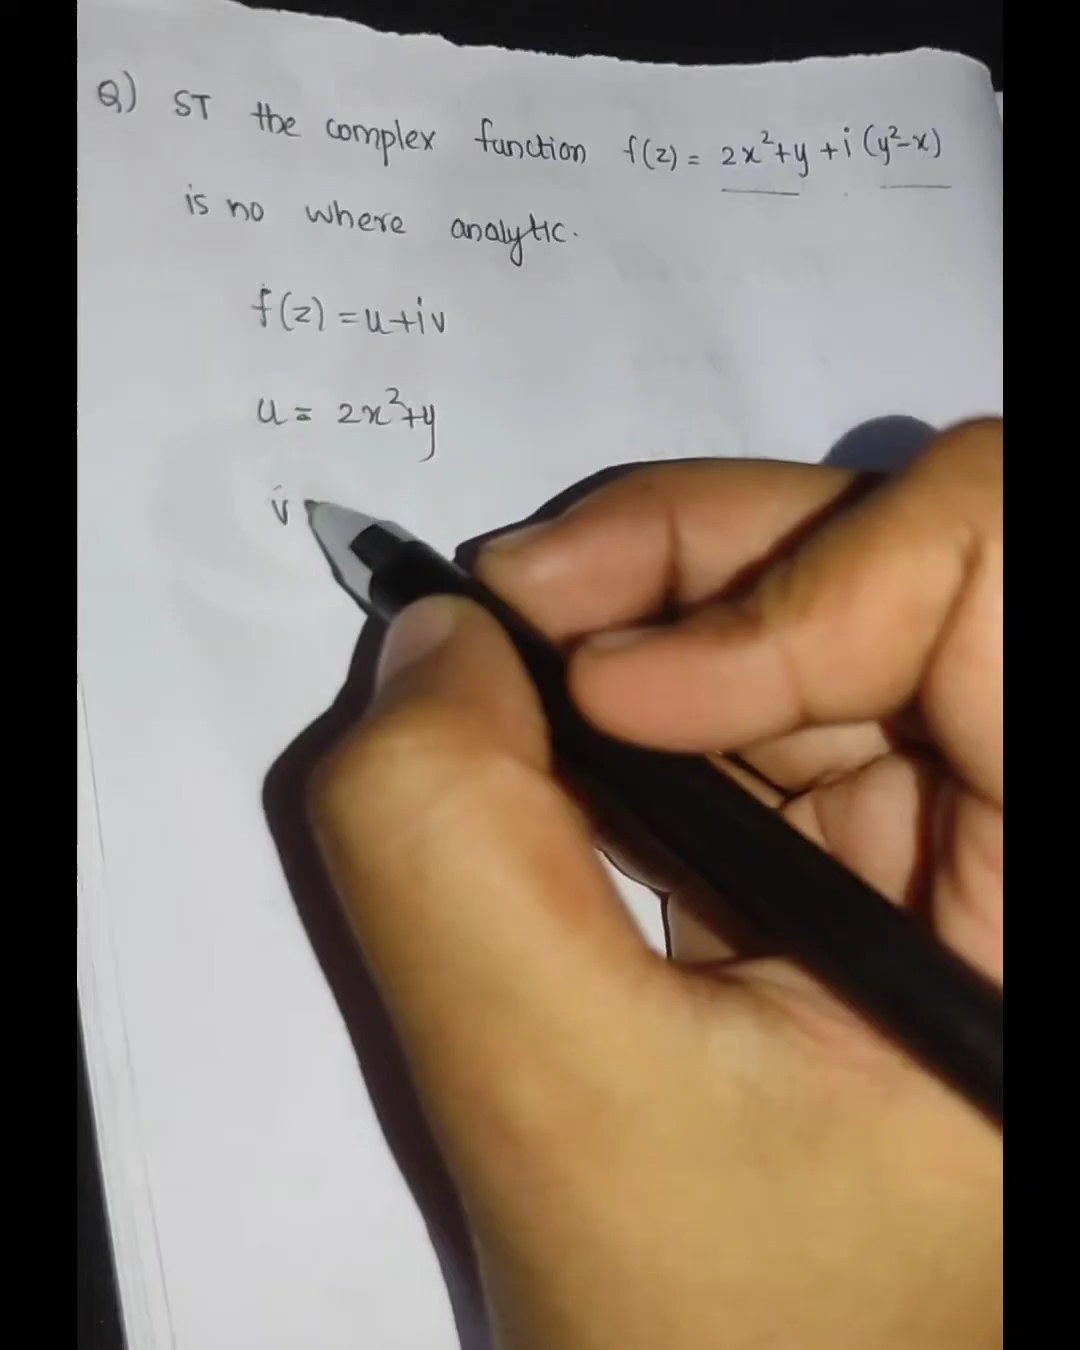 Q) ST the complex function f(z) = 2x²+y +i (y²-x)
is no where analytic.
f(z) = u+iv
u = 2x²+y
v